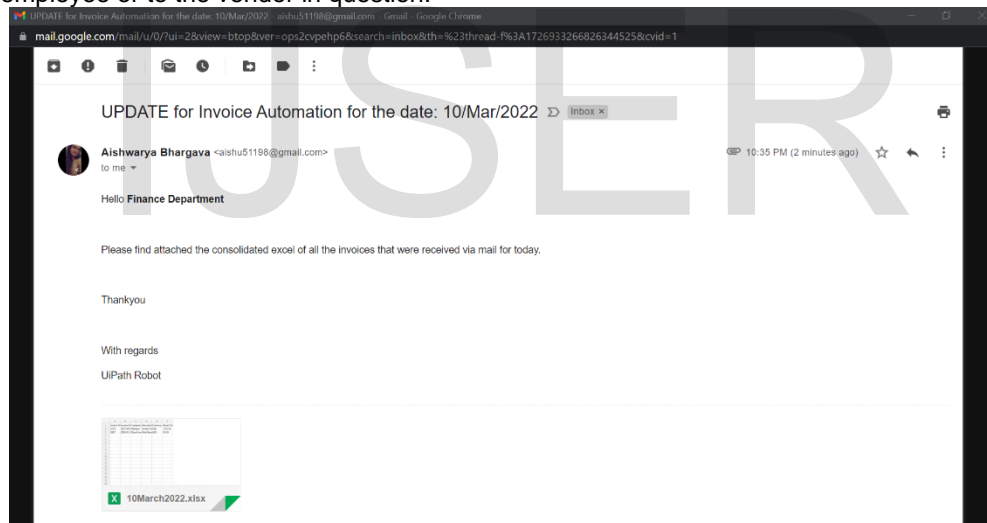 employee or to the vendor in question.
UPDATE for Invoice Automation for the date: 10/Mar/2022 - aishu51198@gmail.com - Gmail - Google Chrome
mail.google.com/mail/u/0/?ui=2&view=btop&ver=ops2cvpehp6&search=inbox&th=%23thread-f%3A1726933266826344525&cvid=1
IJSER
UPDATE for Invoice Automation for the date: 10/Mar/2022 Inbox ×
Aishwarya Bhargava <aishu51198@gmail.com> 10:35 PM (2 minutes ago)
to me
Hello Finance Department
Please find attached the consolidated excel of all the invoices that were received via mail for today.
Thankyou
With regards
UiPath Robot
X 10March2022.xlsx